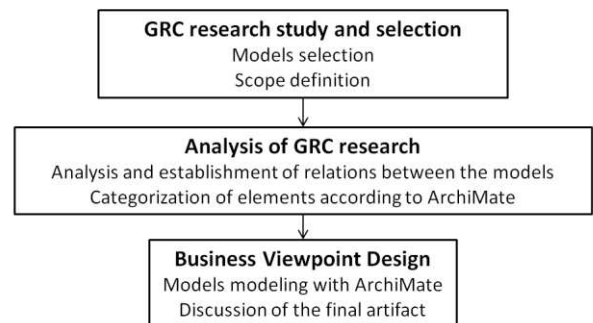 GRC research study and selection
Models selection
Scope definition
Analysis of GRC research
Analysis and establishment of relations between the models
Categorization of elements according to ArchiMate
Business Viewpoint Design
Models modeling with ArchiMate
Discussion of the final artifact